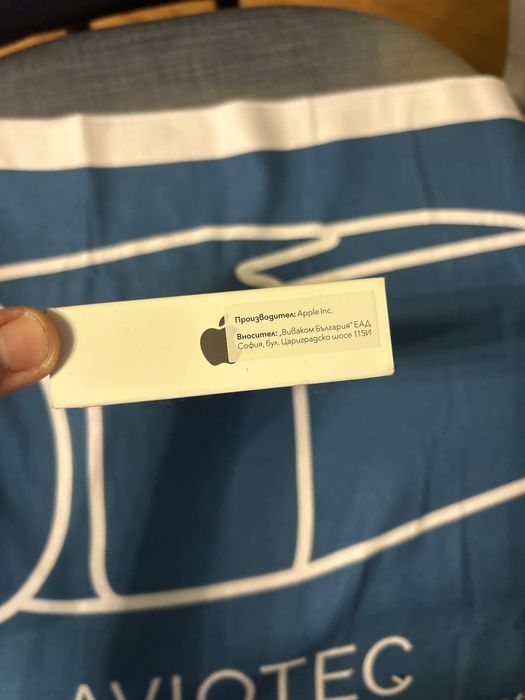 Производител: Apple Inc.
Вносител: „Виваком България" ЕАД
София, бул. Цариградско шосе 115И
AVIOTEC